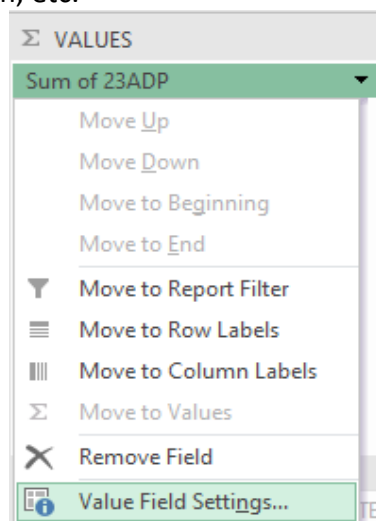 etc.
Σ VALUES
Sum of 23ADP
Move Up
Move Down
Move to Beginning
Move to End
Move to Report Filter
Move to Row Labels
Move to Column Labels
Σ Move to Values
Remove Field
Value Field Settings...